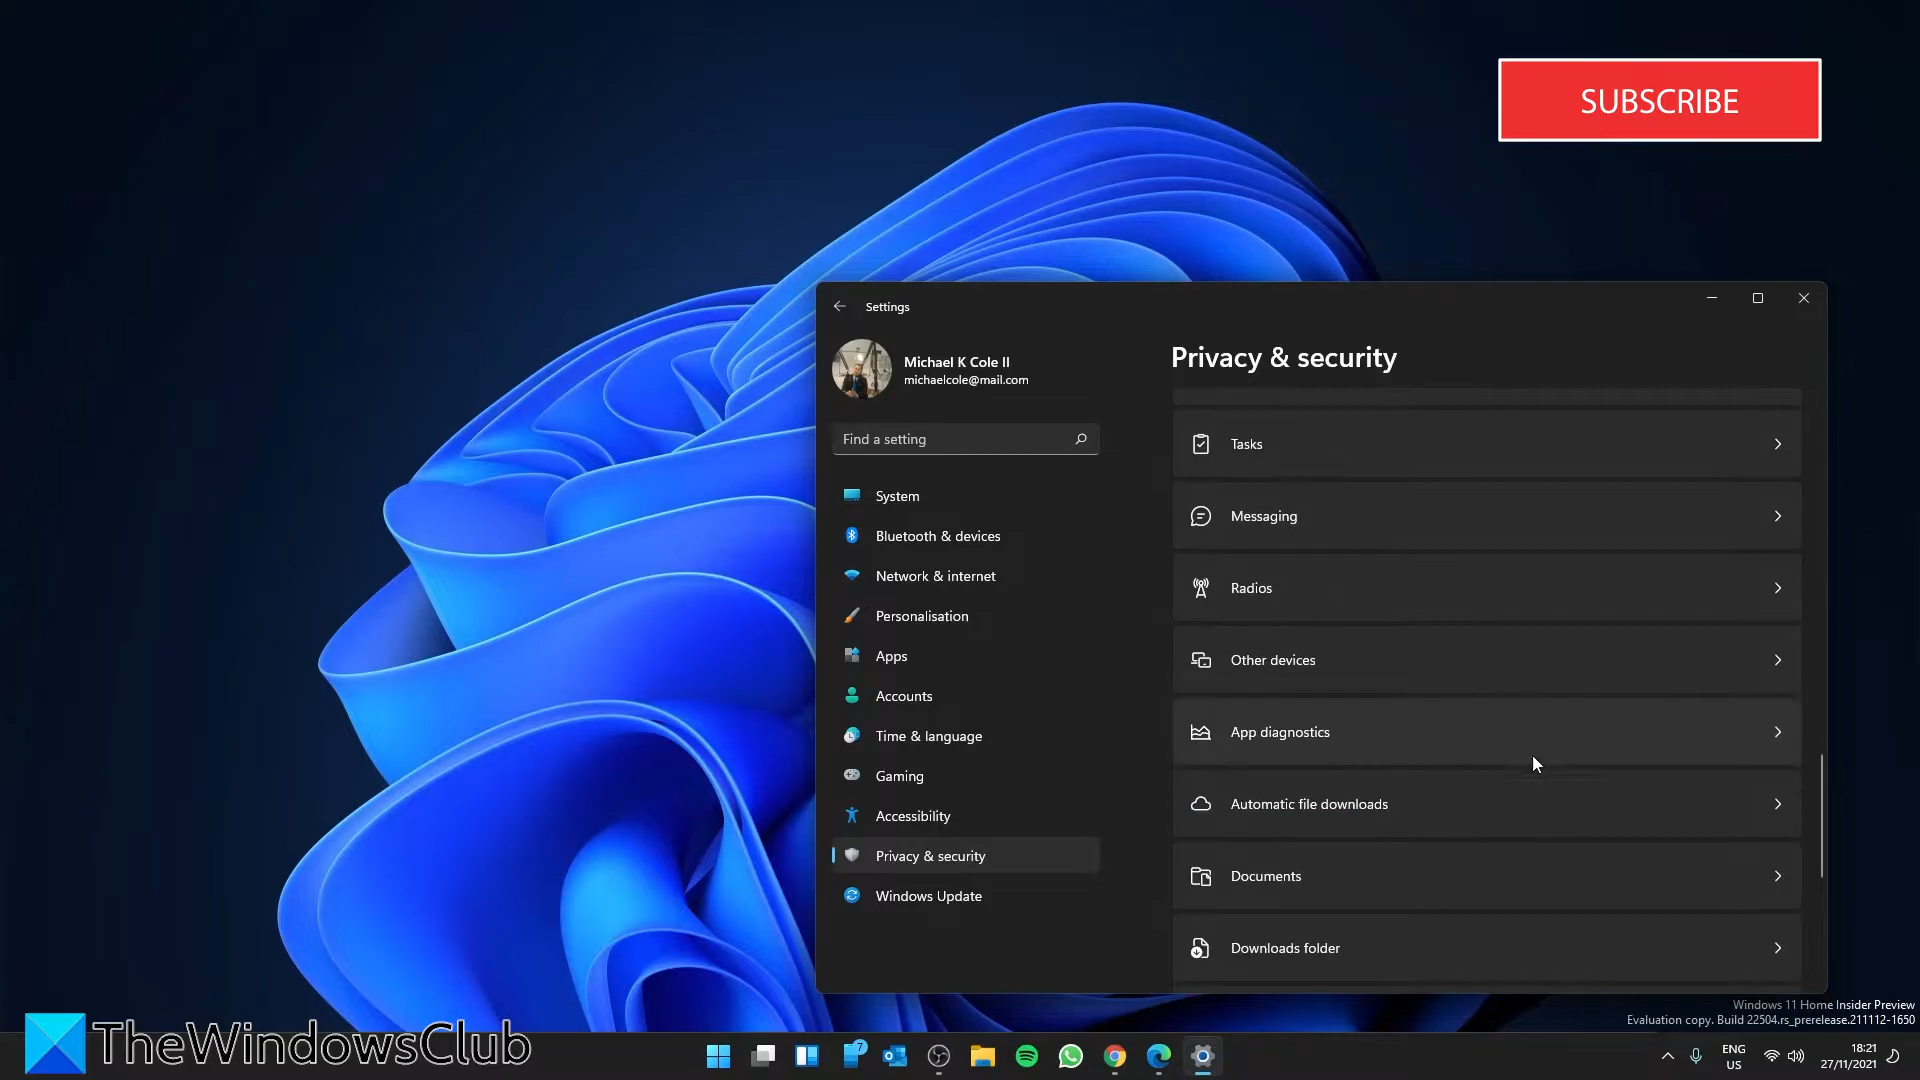 SUBSCRIBE
Settings
Michael K Cole II
michaelcole@mail.com
Find a setting
System
Bluetooth & devices
Network & internet
Personalisation
Apps
Accounts
Time & language
Gaming
Accessibility
Privacy & security
Windows Update
Privacy & security
Tasks
Messaging
Radios
Other devices
App diagnostics
Automatic file downloads
Documents
Downloads folder
Windows 11 Home Insider Preview
Evaluation copy. Build 22504.rs_prerelease.211112-1650
TheWindowsClub
7
ENG
US
18:21
27/11/2021